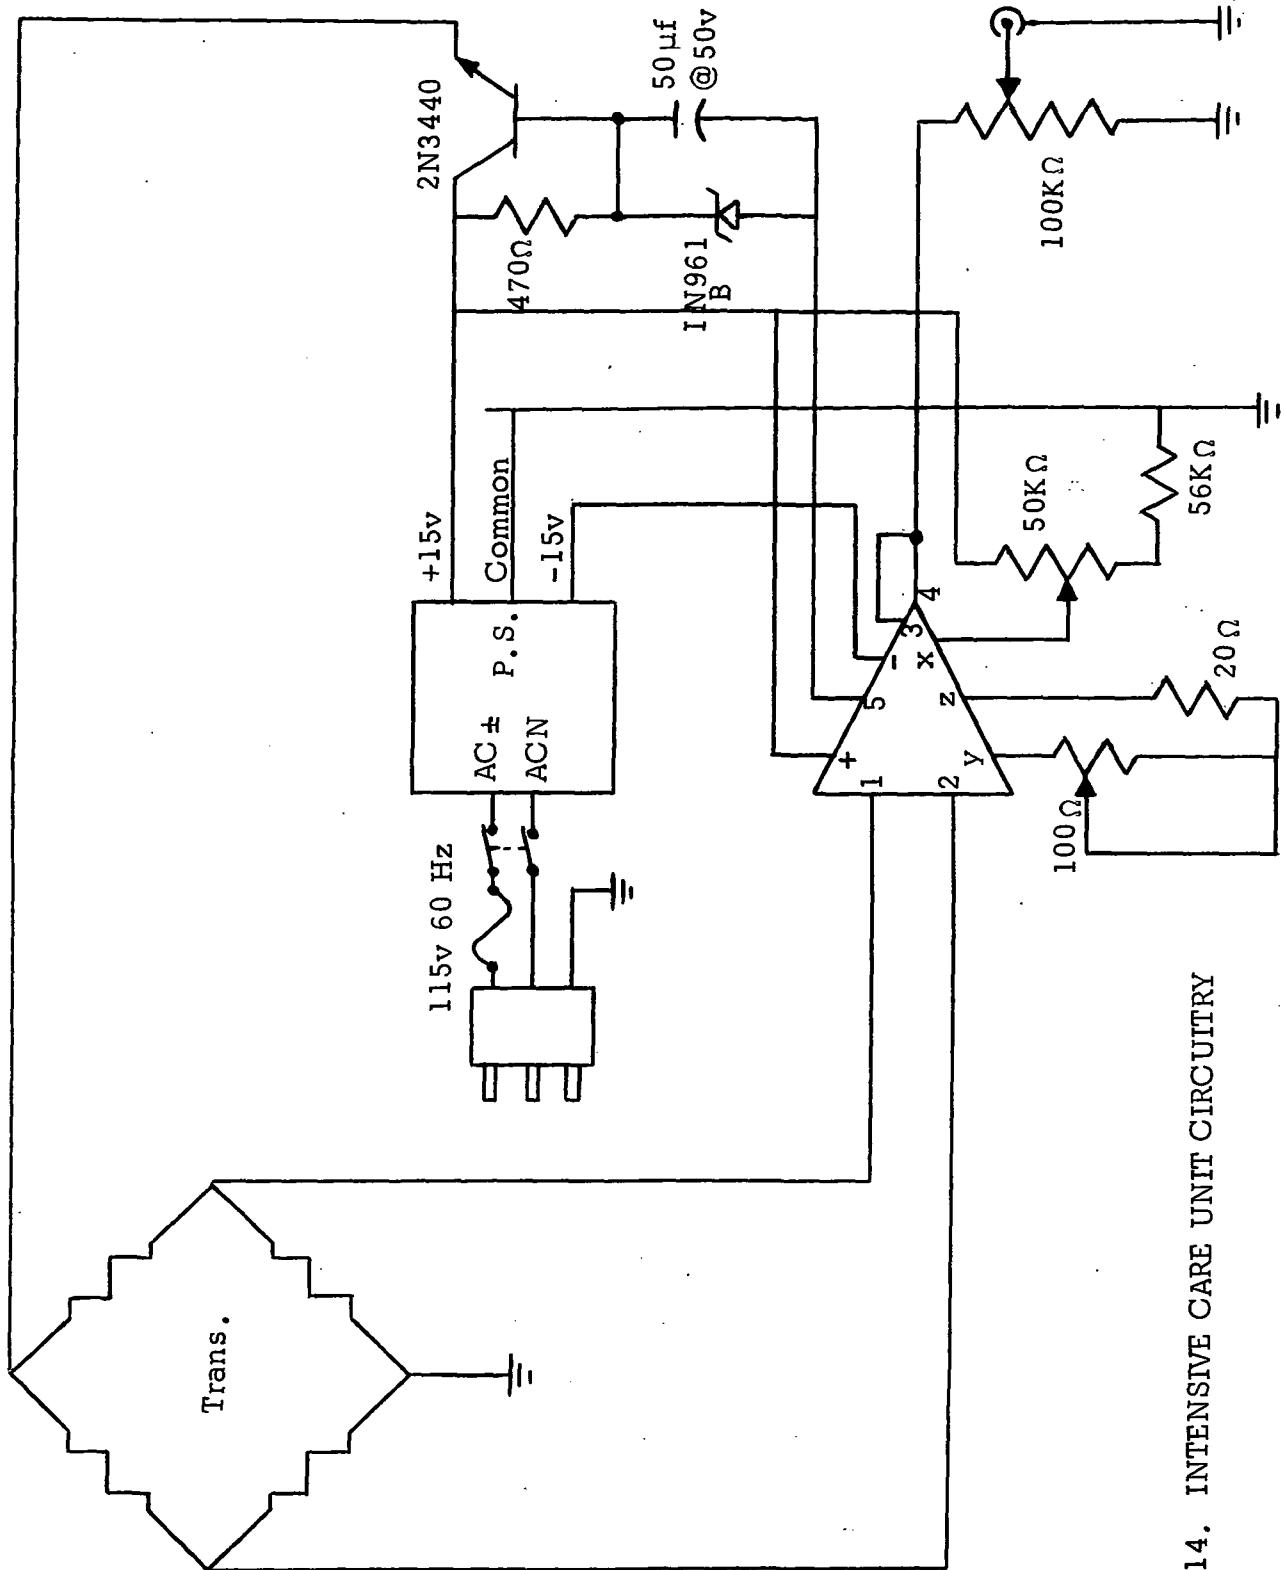 2N3440
50µf
@50v
470Ω
1N961
B
100KΩ
+15v
Common
-15v
P.S.
AC±
ACN
115v 60 Hz
50KΩ
56KΩ
20Ω
100Ω
+
5
-
3
4
1
2
y
z
x
Trans.
14. INTENSIVE CARE UNIT CIRCUITRY